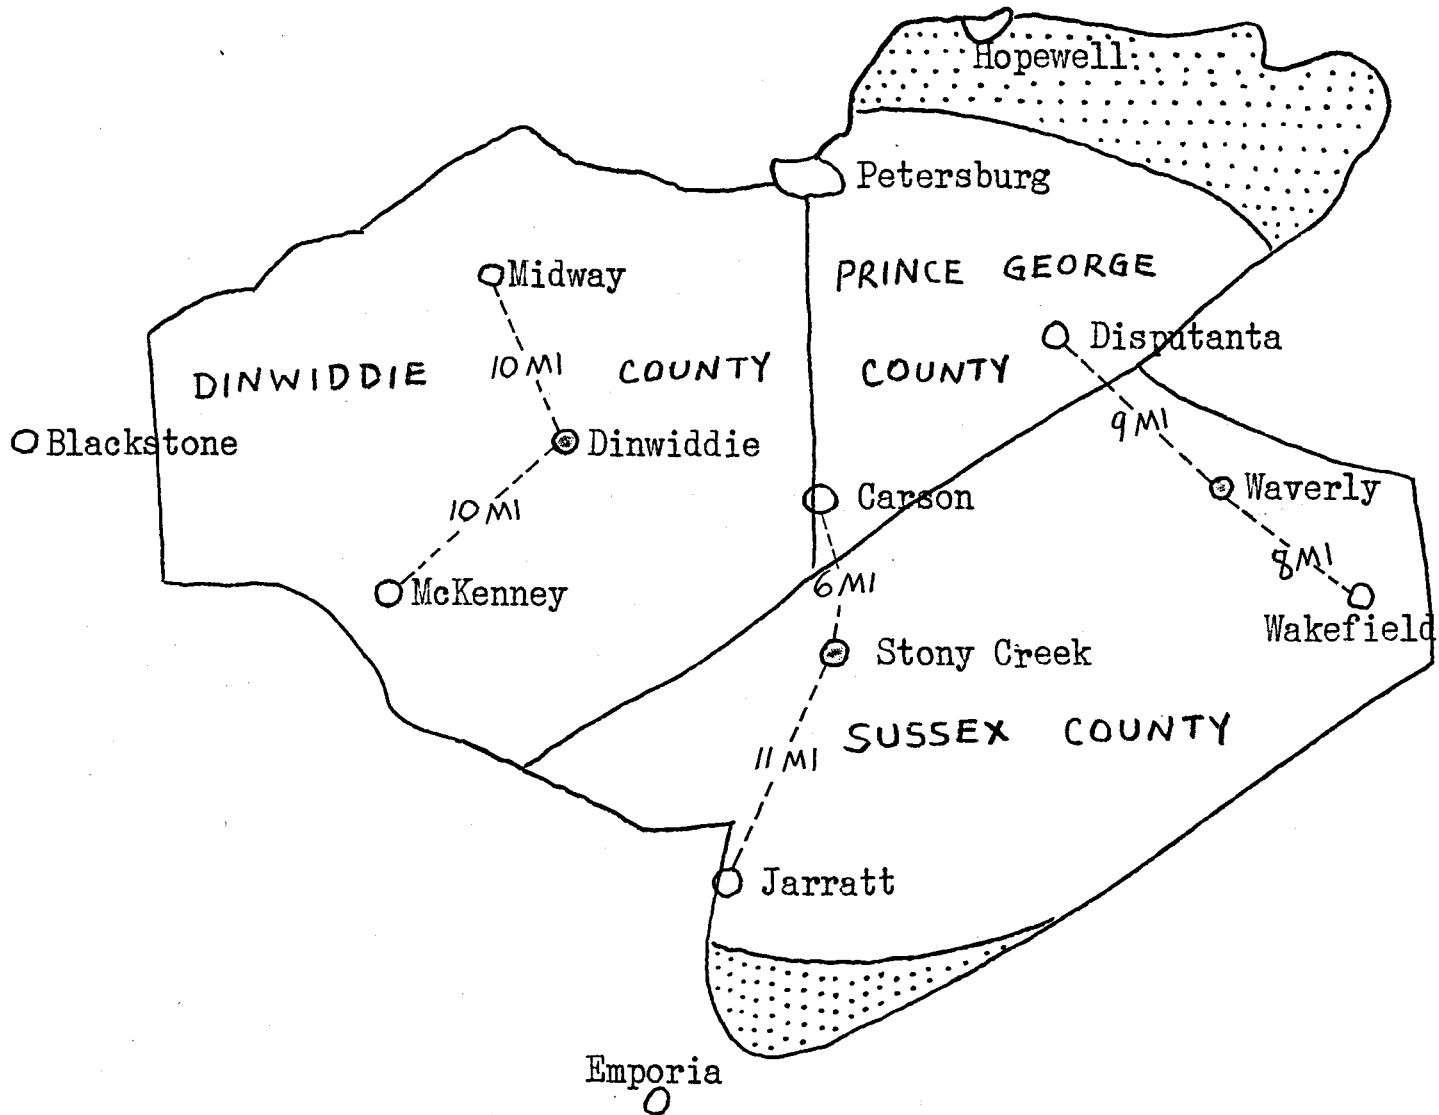 Hopewell
Petersburg
PRINCE GEORGE
COUNTY
Midway
10 MI
DINWIDDIE COUNTY
Disputanta
9 MI
Blackstone
Dinwiddie
10 MI
Carson
Waverly
8 MI
Wakefield
McKenney
6 MI
Stony Creek
SUSSEX COUNTY
11 MI
Jarratt
Emporia